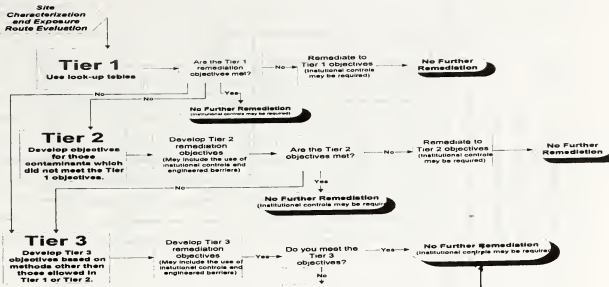 Site
Characterization
and Exposure
Route Evaluation
Tier 1
Use look-up tables
Are the Tier 1
remediation
objectives met?
No
Remediate to
Tier 1 objectives
(Institutional controls
may be required)
No Further
Remediation
No
No
Yes
No Further Remediation
(Institutional controls may be required)
Tier 2
Develop objectives
for those
contaminants which
did not meet the Tier
1 objectives.
Develop Tier 2
remediation
objectives
(May include the use of
institutional controls and
engineered barriers)
Are the Tier 2
objectives met?
No
Remediate to
Tier 2 objectives
(Institutional controls
may be required)
No Further
Remediation
No
Yes
No Further Remediation
(Institutional controls may be requir
Tier 3
Develop Tier 3
objectives based on
methods other then
those allowed in
Tier 1 or Tier 2.
Develop Tier 3
remediation
objectives
(May include the use of
institutional controls and
engineered barriers)
Yes
Do you meet the
Tier 3
objectives?
Yes
No Further Remediation
(Institutional controls may be required)
No